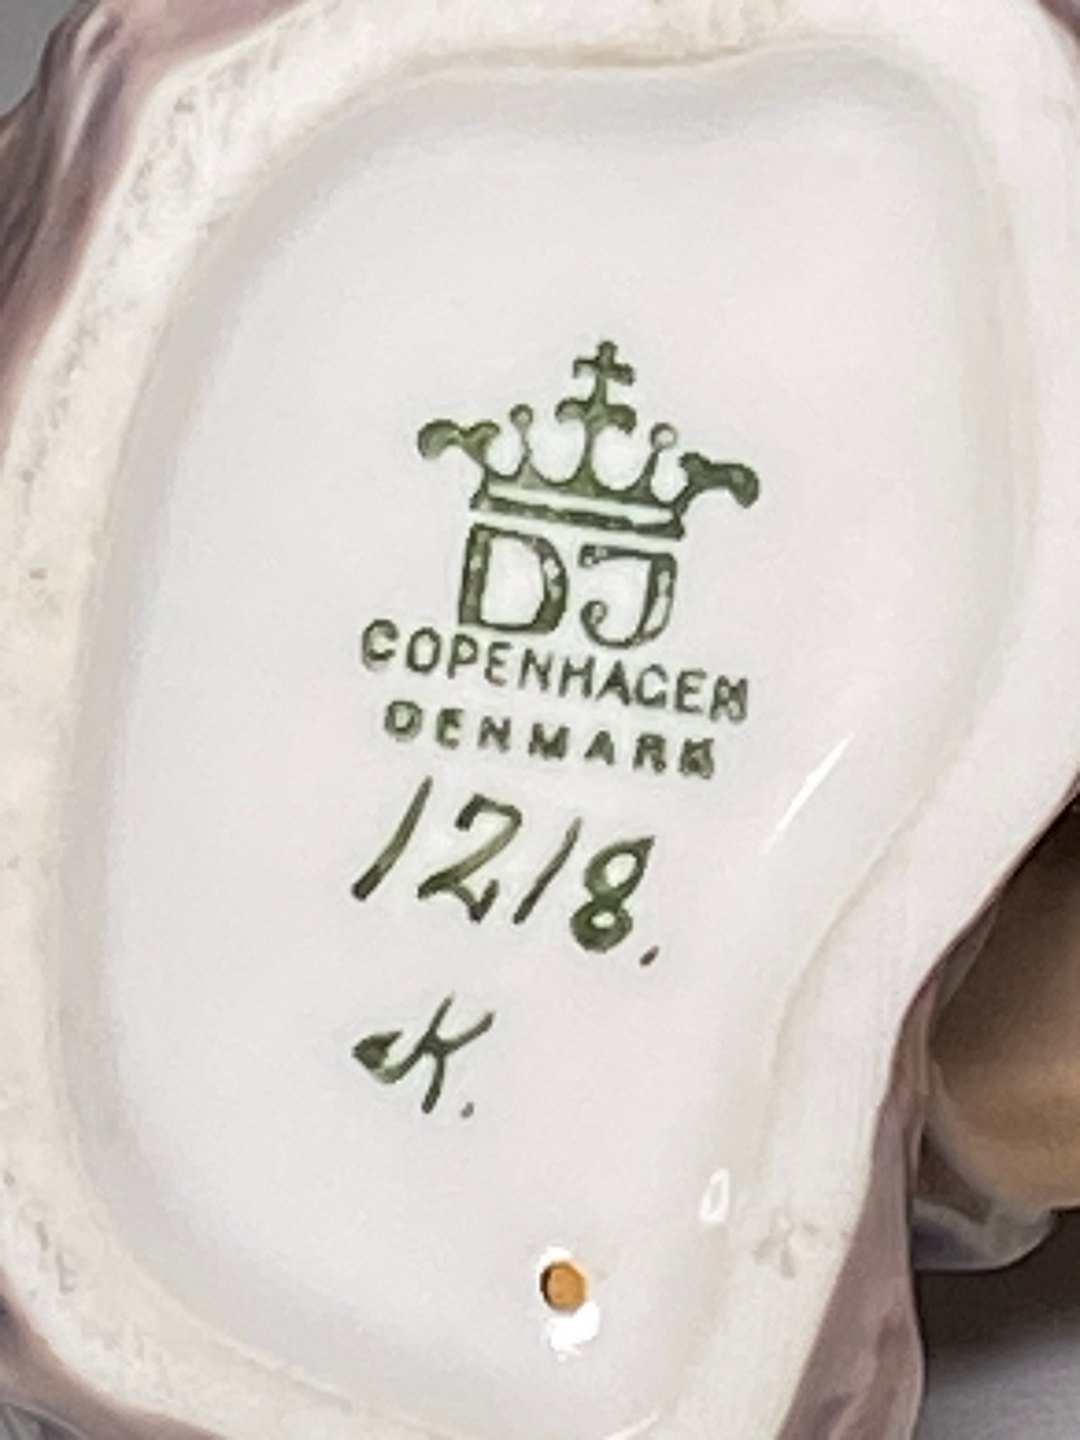 DJ
COPENHAGEN
DENMARK
1218.
K.